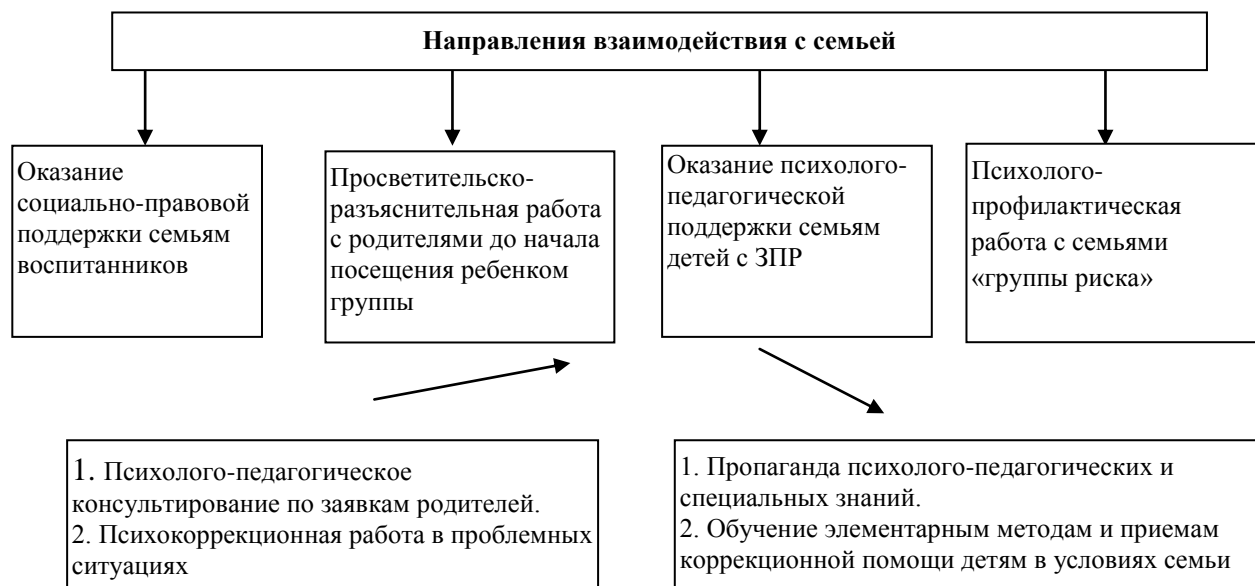 Направления взаимодействия с семьей
Оказание
социально-правовой
поддержки семьям
воспитанников
Просветительско-
разъяснительная работа
с родителями до начала
посещения ребенком
группы
Оказание психолого-
педагогической
поддержки семьям
детей с ЗПР
Психолого-
профилактическая
работа с семьями
«группы риска»
1. Психолого-педагогическое
консультирование по заявкам родителей.
2. Психокоррекционная работа в проблемных
ситуациях
1. Пропаганда психолого-педагогических и
специальных знаний.
2. Обучение элементарным методам и приемам
коррекционной помощи детям в условиях семьи